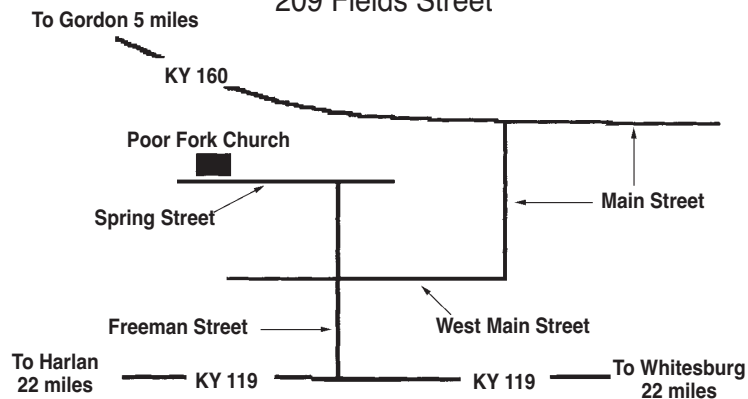 209 Fields Street
To Gordon 5 miles
KY 160
Poor Fork Church
Main Street
Spring Street
Freeman Street
West Main Street
To Harlan
22 miles
KY 119
KY 119
To Whitesburg
22 miles